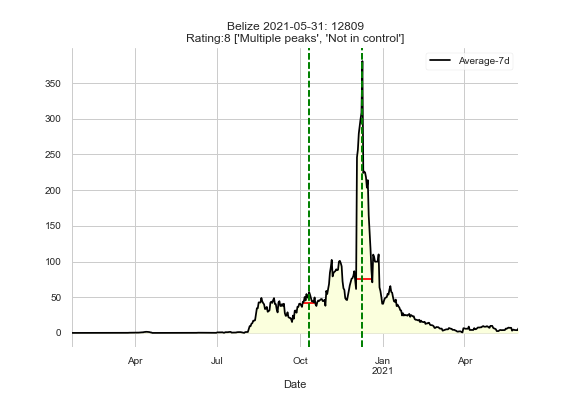 Belize 2021-05-31: 12809
Rating:8 ['Multiple peaks', 'Not in control']
Average-7d
350
300
250
200
150
100
50
0
Apr
Jul
Oct
Jan
2021
Apr
Date